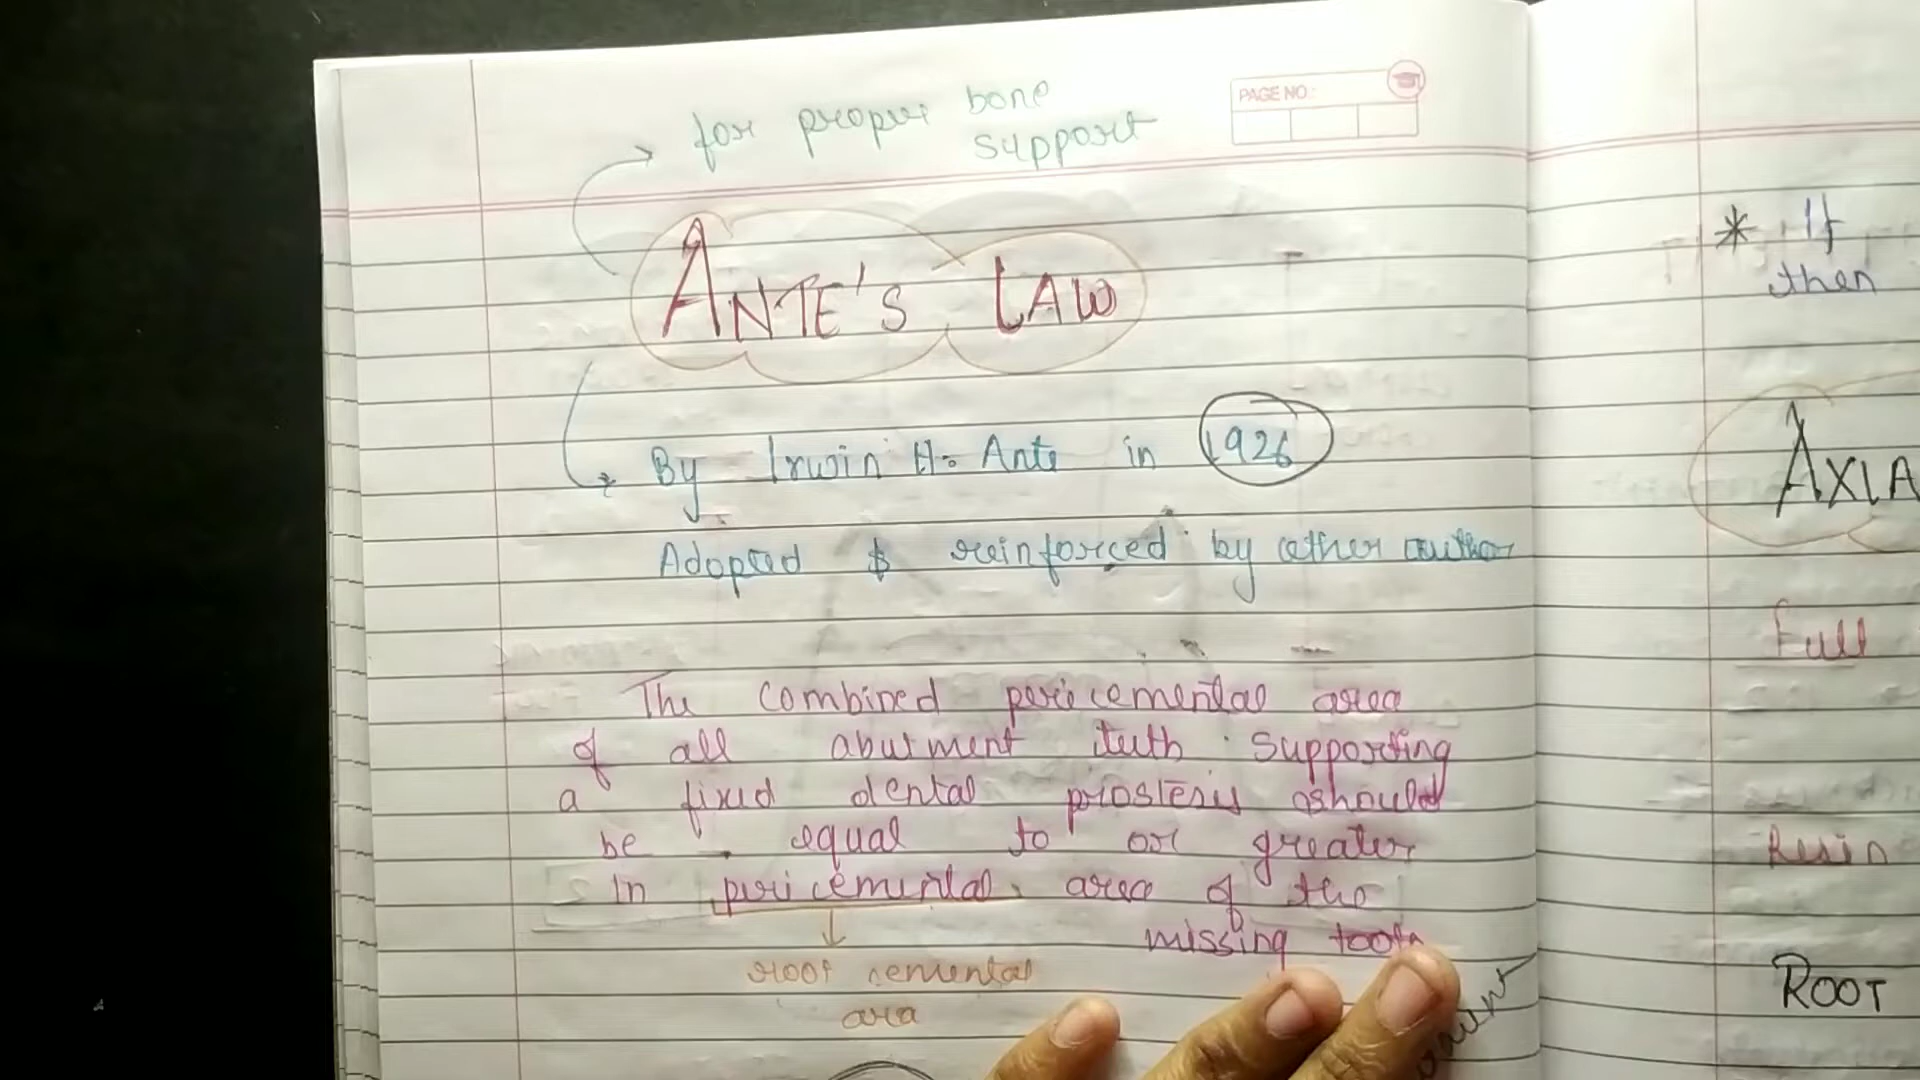 for proper bone
support
PAGE NO.:
ANTE'S LAW
By Irwin H. Ante in 1926
Adopted & reinforced by other author
The combined pericemental area
of all abutment teeth supporting
a fixed dental prostesis should
be equal to or greater
in pericemental area of the
missing tooth
root cemental
area
* If
then
AXIA
Full
Resin
ROOT